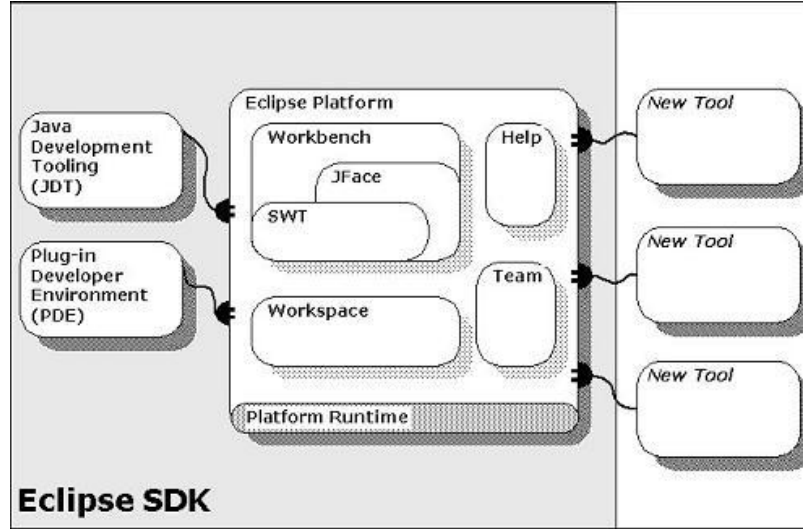 Eclipse Platform
Java
Development
Tooling
(JDT)
Plug-in
Developer
Environment
(PDE)
Workbench
JFace
SWT
Workspace
Help
Team
Platform Runtime
New Tool
New Tool
New Tool
Eclipse SDK